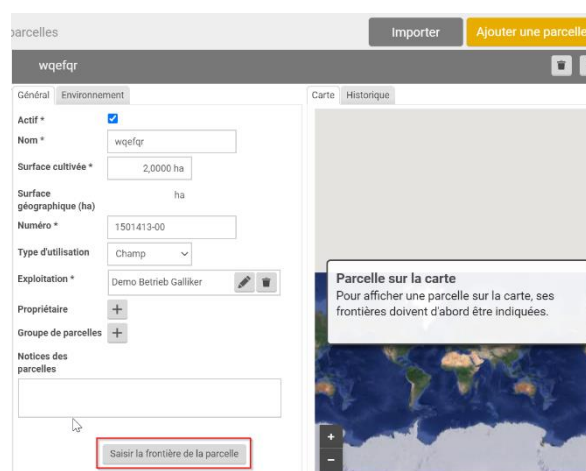 parcelles
Importer
Ajouter une parcelle
wqefqr
Général Environnement
Actif *
Nom * wqefqr
Surface cultivée * 2,0000 ha
Surface
géographique (ha) ha
Numéro * 1501413-00
Type d'utilisation Champ
Exploitation * Demo Betrieb Galliker
Propriétaire +
Groupe de parcelles +
Notices des
parcelles
Saisir la frontière de la parcelle
Carte Historique
Parcelle sur la carte
Pour afficher une parcelle sur la carte, ses
frontières doivent d'abord être indiquées.
+
−